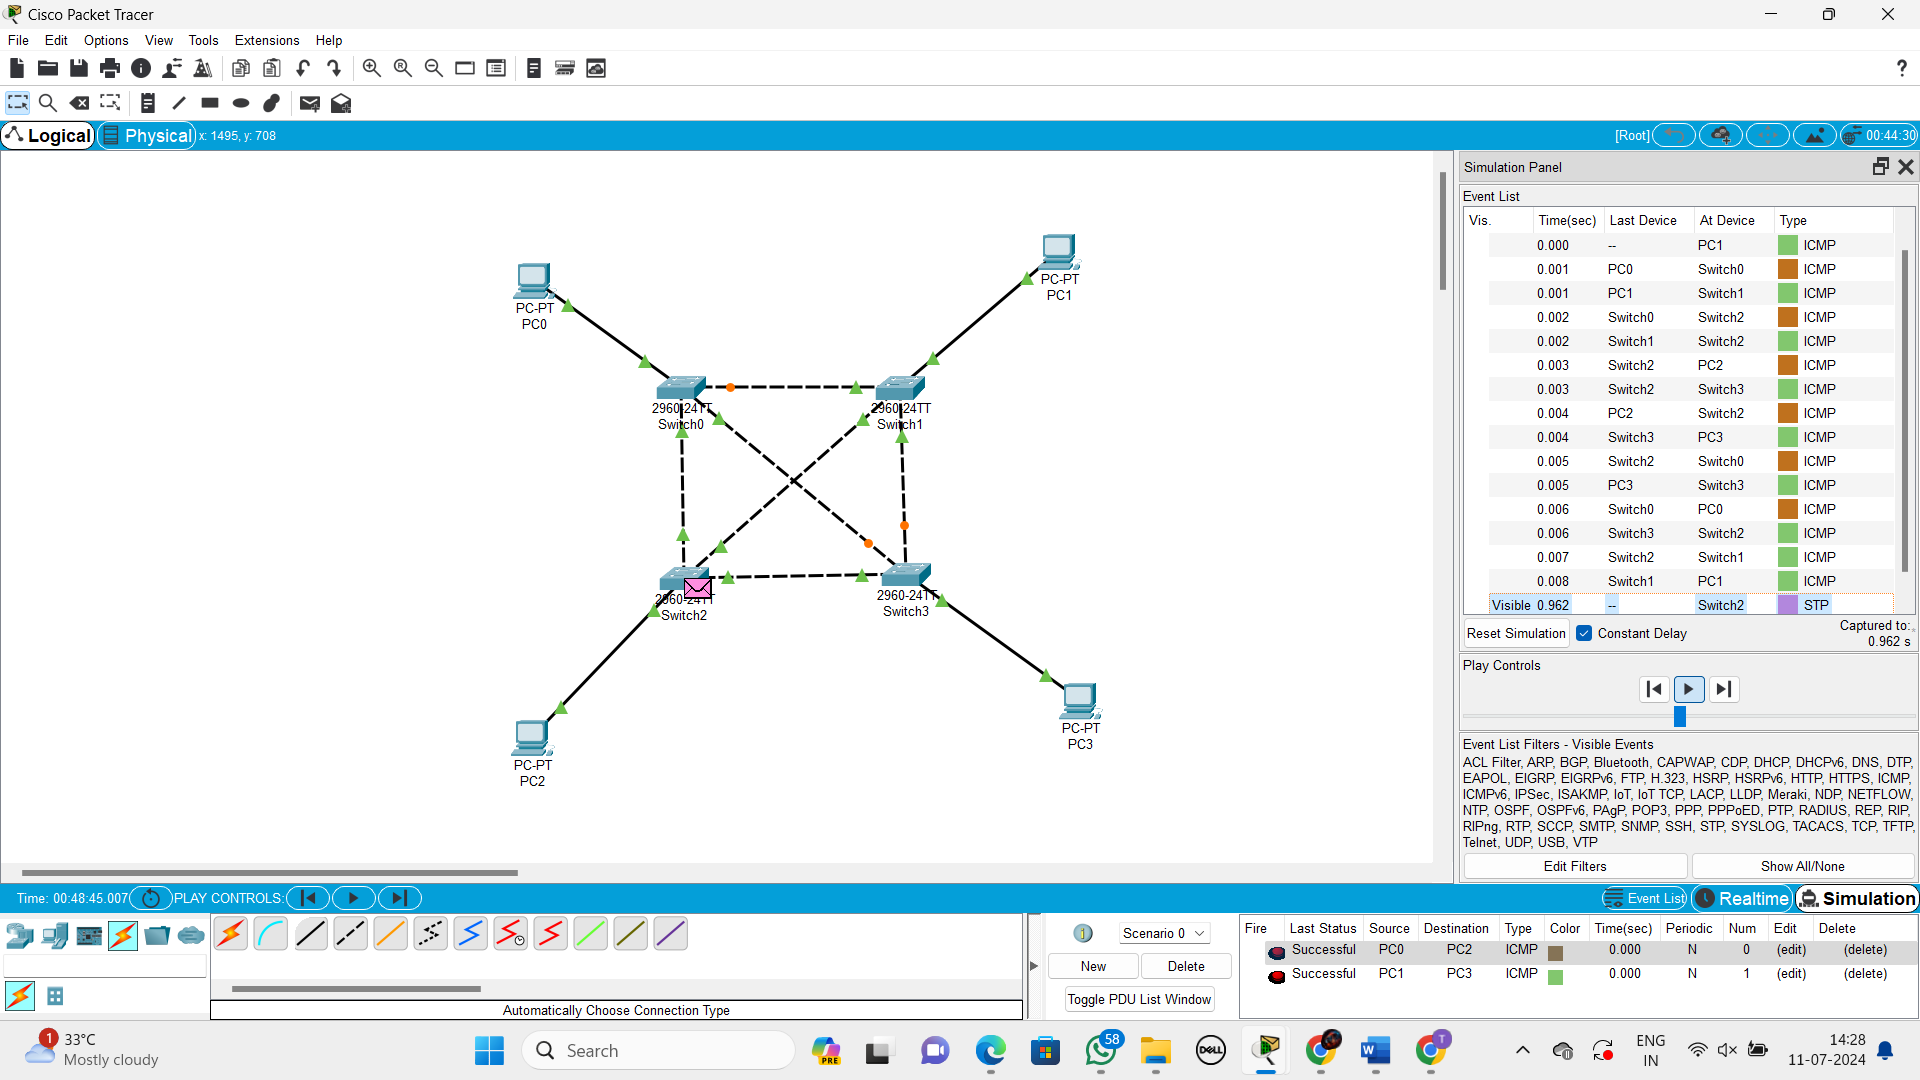 Cisco Packet Tracer
File Edit Options View Tools Extensions Help
Logical Physical x: 1495, y: 708 [Root] 00:44:30
PC-PT
PC0
PC-PT
PC1
2960-24TT
Switch0
2960-24TT
Switch1
2960-24TT
Switch2
2960-24TT
Switch3
PC-PT
PC2
PC-PT
PC3
Simulation Panel
Event List
Vis. Time(sec) Last Device At Device Type
0.000 -- PC1 ICMP
0.001 PC0 Switch0 ICMP
0.001 PC1 Switch1 ICMP
0.002 Switch0 Switch2 ICMP
0.002 Switch1 Switch2 ICMP
0.003 Switch2 PC2 ICMP
0.003 Switch2 Switch3 ICMP
0.004 PC2 Switch2 ICMP
0.004 Switch3 PC3 ICMP
0.005 Switch2 Switch0 ICMP
0.005 PC3 Switch3 ICMP
0.006 Switch0 PC0 ICMP
0.006 Switch3 Switch2 ICMP
0.007 Switch2 Switch1 ICMP
0.008 Switch1 PC1 ICMP
Visible 0.962 -- Switch2 STP
Reset Simulation Constant Delay Captured to:
0.962 s
Play Controls
Event List Filters - Visible Events
ACL Filter, ARP, BGP, Bluetooth, CAPWAP, CDP, DHCP, DHCPv6, DNS, DTP,
EAPOL, EIGRP, EIGRPv6, FTP, H.323, HSRP, HSRPv6, HTTP, HTTPS, ICMP,
ICMPv6, IPSec, ISAKMP, IoT, IoT TCP, LACP, LLDP, Meraki, NDP, NETFLOW,
NTP, OSPF, OSPFv6, PAgP, POP3, PPP, PPPoED, PTP, RADIUS, REP, RIP,
RIPng, RTP, SCCP, SMTP, SNMP, SSH, STP, SYSLOG, TACACS, TCP, TFTP,
Telnet, UDP, USB, VTP
Edit Filters Show All/None
Time: 00:48:45.007 PLAY CONTROLS: Event List Realtime Simulation
Automatically Choose Connection Type
Scenario 0
New Delete
Toggle PDU List Window
Fire Last Status Source Destination Type Color Time(sec) Periodic Num Edit Delete
Successful PC0 PC2 ICMP 0.000 N 0 (edit) (delete)
Successful PC1 PC3 ICMP 0.000 N 1 (edit) (delete)
1
33°C
Mostly cloudy
Search
PRE
58
DELL
T
ENG
IN
14:28
11-07-2024